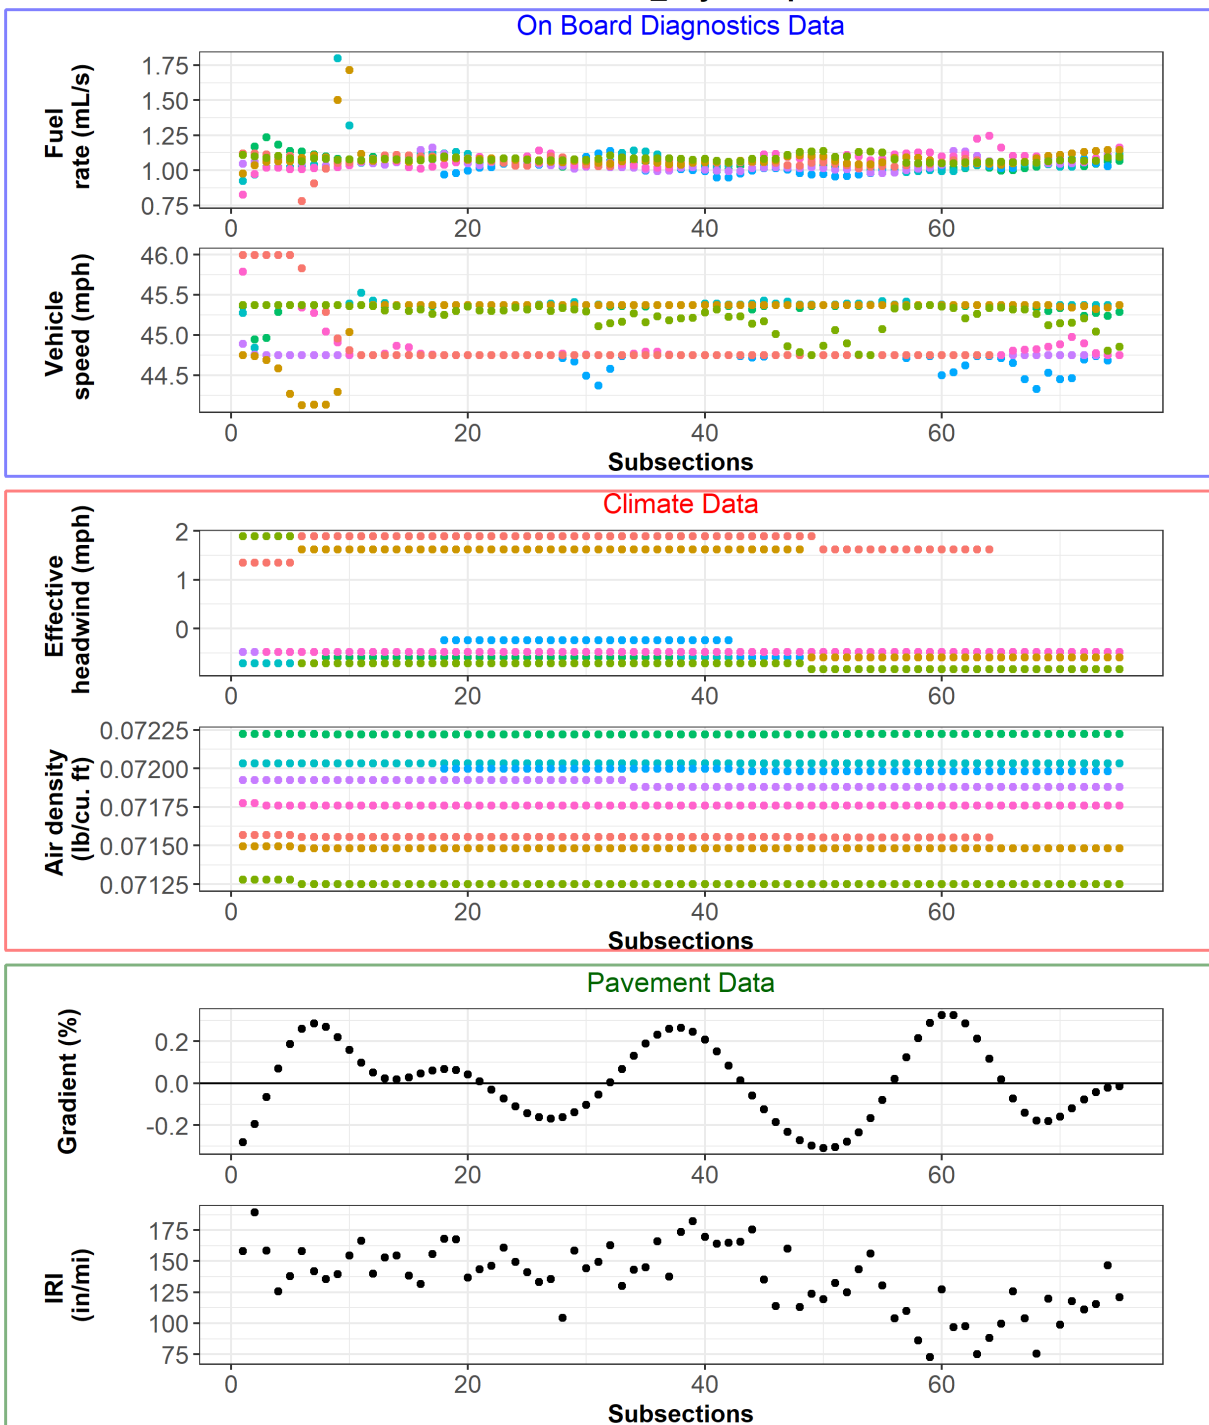 On Board Diagnostics Data
Fuel
rate (mL/s)
1.75
1.50
1.25
1.00
0.75
0 20 40 60
Vehicle
speed (mph)
46.0
45.5
45.0
44.5
0 20 40 60
Subsections
Climate Data
Effective
headwind (mph)
2
1
0
0 20 40 60
Air density
(lb/cu. ft)
0.07225
0.07200
0.07175
0.07150
0.07125
0 20 40 60
Subsections
Pavement Data
Gradient (%)
0.2
0.0
-0.2
0 20 40 60
IRI
(in/mi)
175
150
125
100
75
0 20 40 60
Subsections